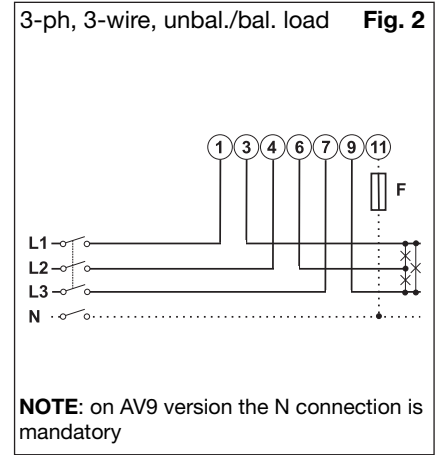 3-ph, 3-wire, unbal./bal. load Fig. 2
1 3 4 6 7 9 11
F
L1
L2
L3
N
NOTE: on AV9 version the N connection is
mandatory